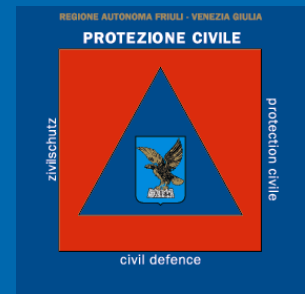 REGIONE AUTONOMA FRIULI - VENEZIA GIULIA
PROTEZIONE CIVILE
zivilschutz
protection civile
civil defence